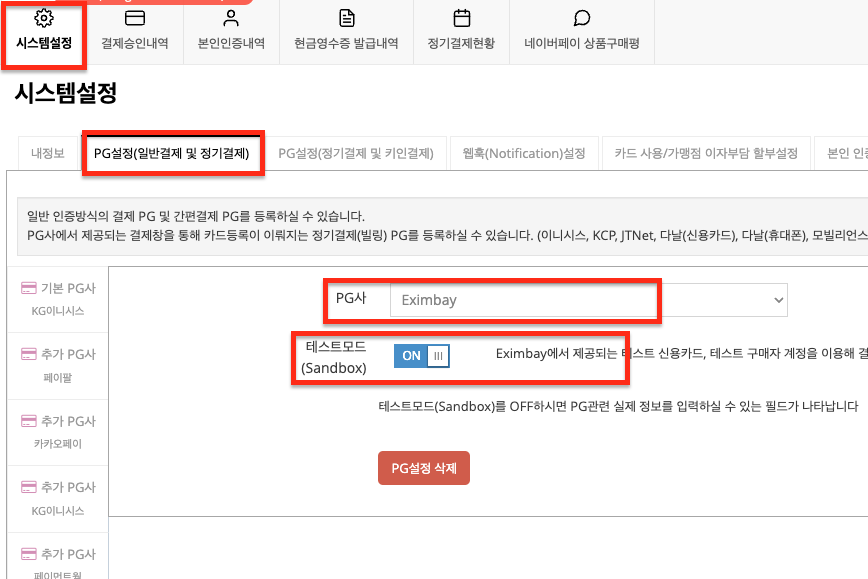 시스템설정
결제승인내역
본인인증내역
현금영수증 발급내역
정기결제현황
네이버페이 상품구매평
시스템설정
내정보
PG설정(일반결제 및 정기결제)
PG설정(정기결제 및 키인결제)
웹훅(Notification)설정
카드 사용/가맹점 이자부담 할부설정
본인 인증
일반 인증방식의 결제 PG 및 간편결제 PG를 등록하실 수 있습니다.
PG사에서 제공되는 결제창을 통해 카드등록이 이뤄지는 정기결제(빌링) PG를 등록하실 수 있습니다. (이니시스, KCP, JTNet, 다날(신용카드), 다날(휴대폰), 모빌리언스
기본 PG사
KG이니시스
추가 PG사
페이팔
추가 PG사
카카오페이
추가 PG사
KG이니시스
추가 PG사
페이먼트월
PG사
Eximbay
테스트모드
(Sandbox)
ON
Eximbay에서 제공되는 테스트 신용카드, 테스트 구매자 계정을 이용해 결
테스트모드(Sandbox)를 OFF하시면 PG관련 실제 정보를 입력하실 수 있는 필드가 나타납니다
PG설정 삭제